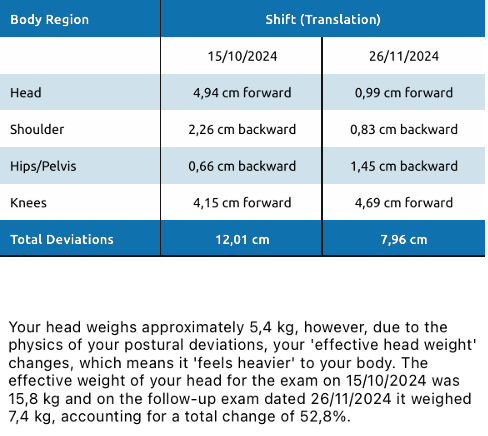 Body Region Shift (Translation)
15/10/2024 26/11/2024
Head 4,94 cm forward 0,99 cm forward
Shoulder 2,26 cm backward 0,83 cm backward
Hips/Pelvis 0,66 cm backward 1,45 cm backward
Knees 4,15 cm forward 4,69 cm forward
Total Deviations 12,01 cm 7,96 cm
Your head weighs approximately 5,4 kg, however, due to the
physics of your postural deviations, your 'effective head weight'
changes, which means it 'feels heavier' to your body. The
effective weight of your head for the exam on 15/10/2024 was
15,8 kg and on the follow-up exam dated 26/11/2024 it weighed
7,4 kg, accounting for a total change of 52,8%.